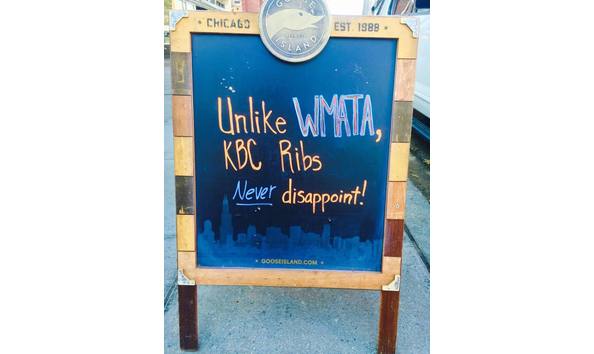 GOOSE
ISLAND
CHICAGO EST. 1988
Unlike WMATA,
KBC Ribs
Never disappoint!
* GOOSEISLAND.COM *